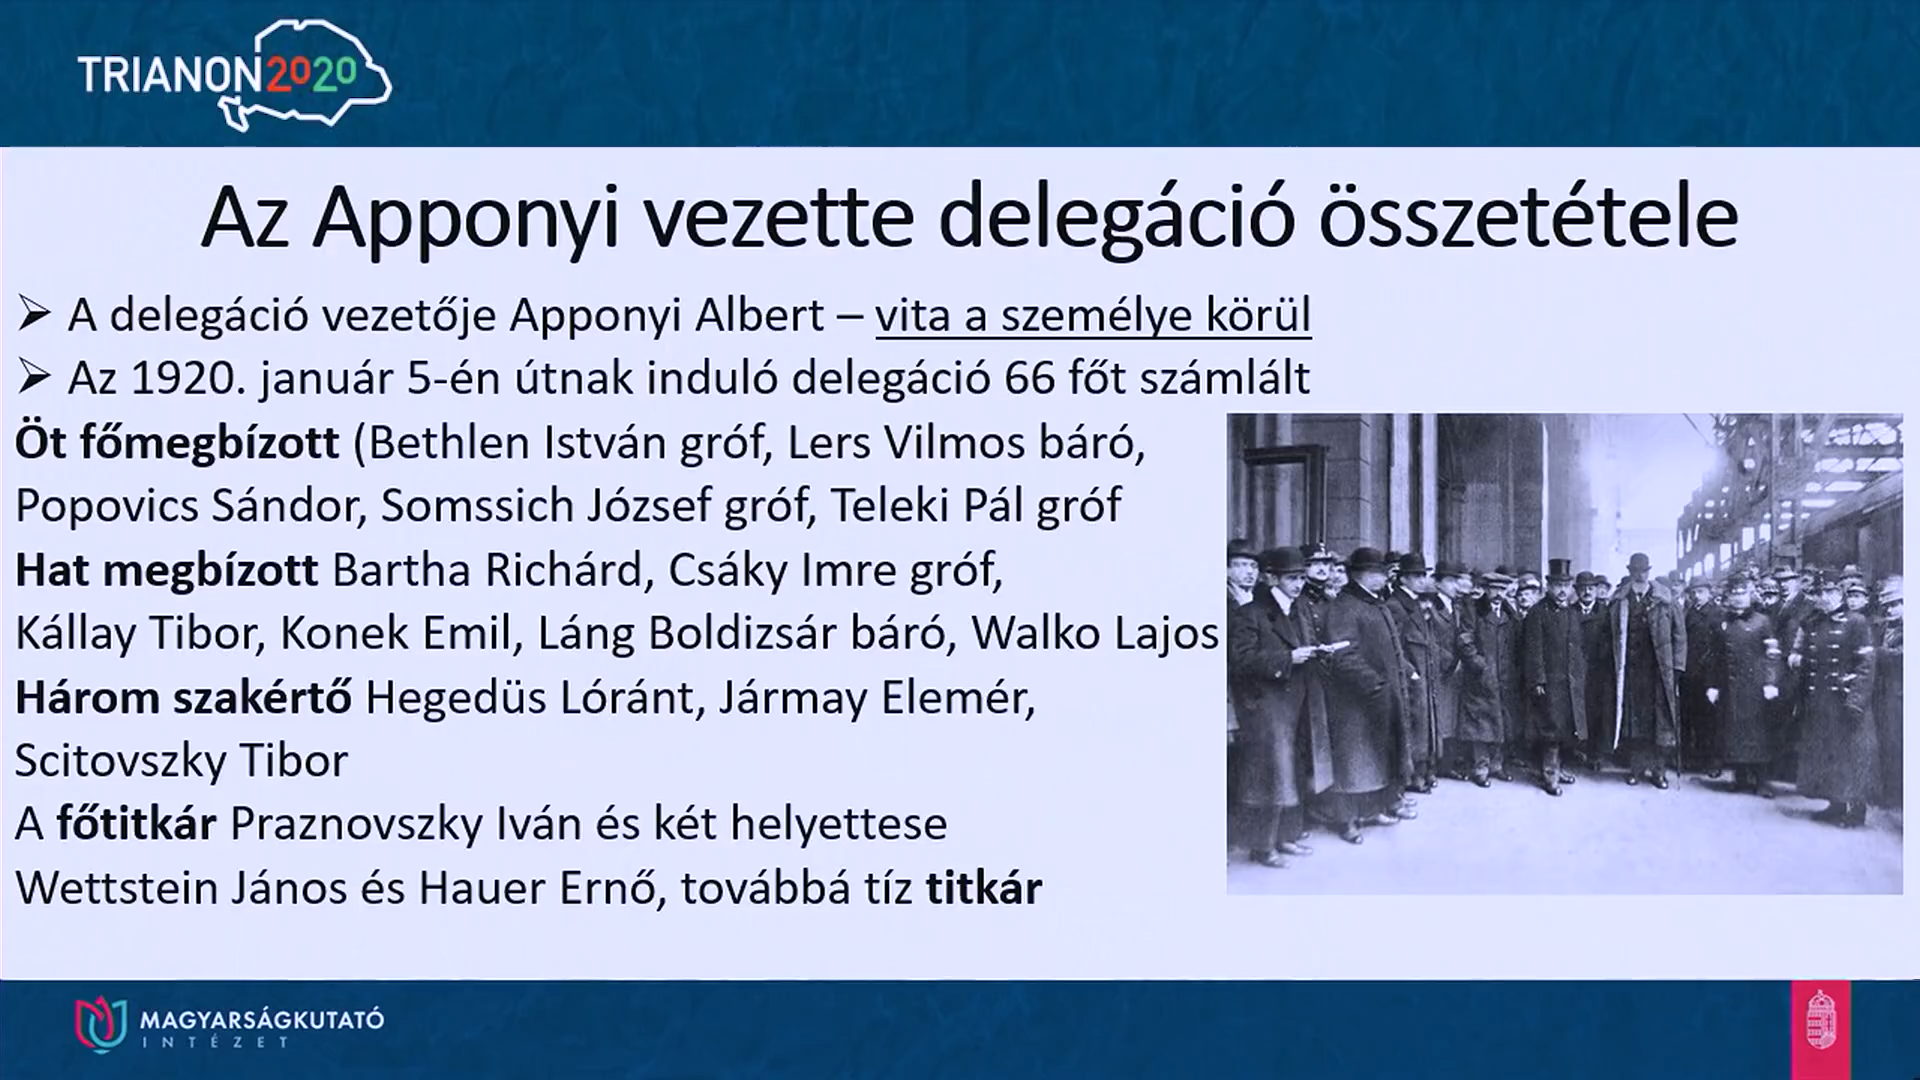 TRIANON2020
Az Apponyi vezette delegáció összetétele
➢ A delegáció vezetője Apponyi Albert – vita a személye körül
➢ Az 1920. január 5-én útnak induló delegáció 66 főt számlált
Öt főmegbízott (Bethlen István gróf, Lers Vilmos báró,
Popovics Sándor, Somssich József gróf, Teleki Pál gróf
Hat megbízott Bartha Richárd, Csáky Imre gróf,
Kállay Tibor, Konek Emil, Láng Boldizsár báró, Walko Lajos
Három szakértő Hegedüs Lóránt, Jármay Elemér,
Scitovszky Tibor
A főtitkár Praznovszky Iván és két helyettese
Wettstein János és Hauer Ernő, továbbá tíz titkár
MAGYARSÁGKUTATÓ
INTÉZET